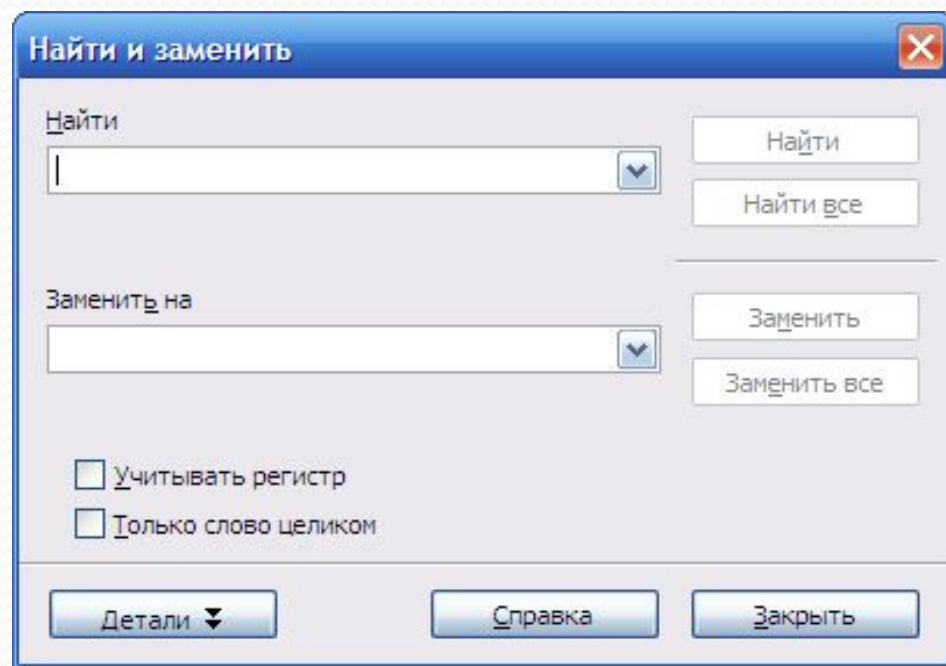 Найти и заменить
Найти
Найти
Найти все
Заменить на
Заменить
Заменить все
Учитывать регистр
Только слово целиком
Детали
Справка
Закрыть